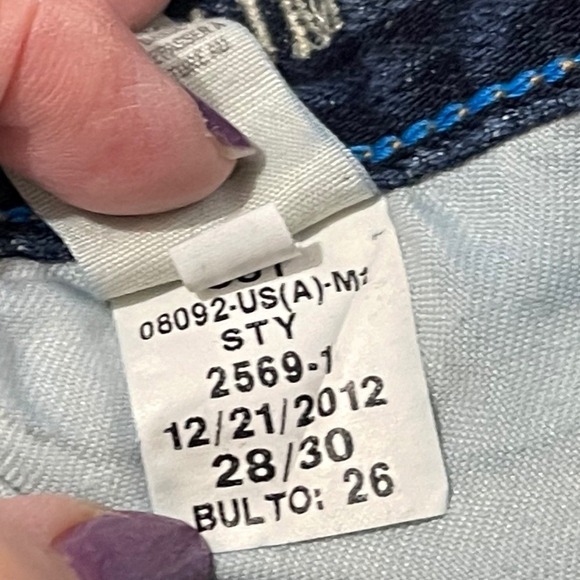 08092-US(A)-M
STY
2569-1
12/21/2012
28/30
BULTO: 26